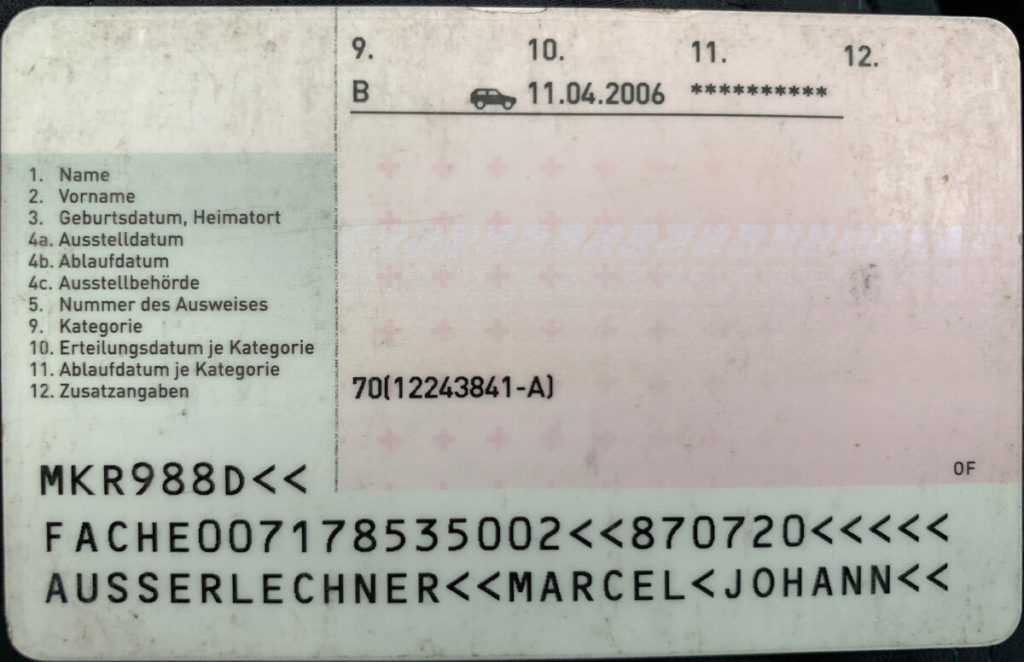 9. 10. 11. 12.
B 11.04.2006 **********
1. Name
2. Vorname
3. Geburtsdatum, Heimatort
4a. Ausstelldatum
4b. Ablaufdatum
4c. Ausstellbehörde
5. Nummer des Ausweises
9. Kategorie
10. Erteilungsdatum je Kategorie
11. Ablaufdatum je Kategorie
12. Zusatzangaben
70(12243841-A)
OF
MKR988D<<
FACHE007178535002<<870720<<<<<
AUSSERLECHNER<<MARCEL<JOHANN<<